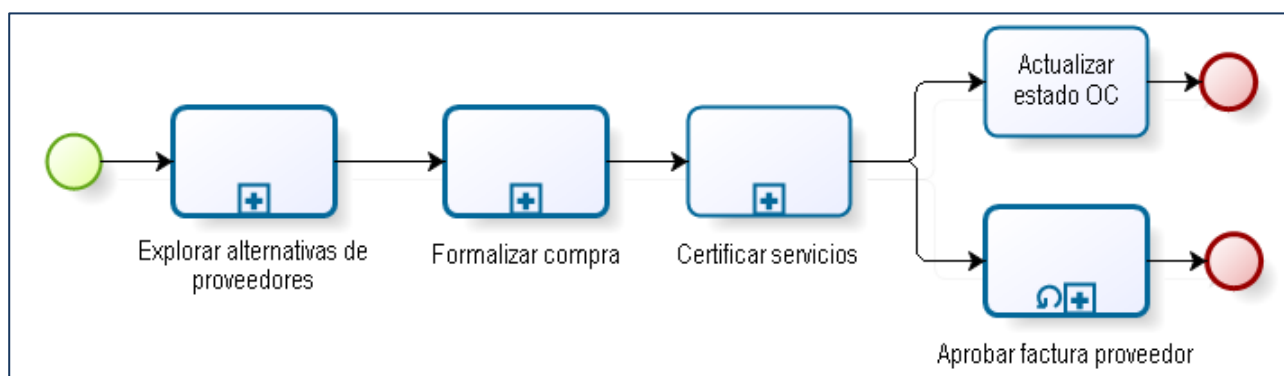 Actualizar
estado OC
Explorar alternativas de
proveedores
Formalizar compra
Certificar servicios
Aprobar factura proveedor